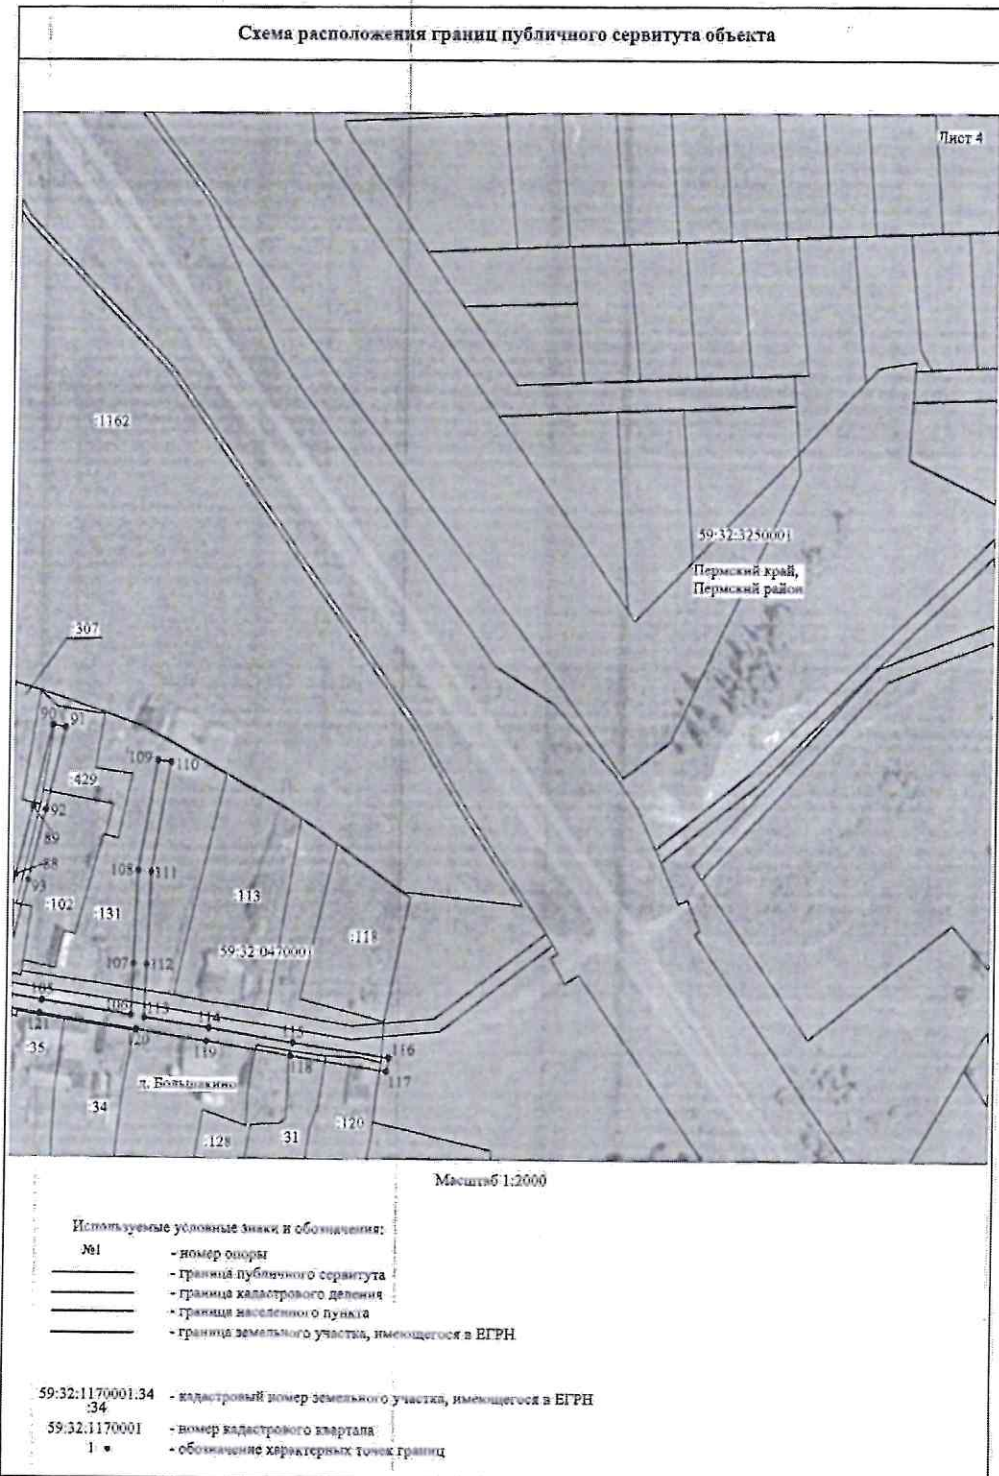 Схема расположения границ публичного сервитута объекта
Лист 4
:1162
59:32:3250001
Пермский край,
Пермский район
:307
90
91
109
110
:429
92
89
88
93
108
111
:102
:131
:113
:118
59:32:0470001
107
112
105
106
113
114
115
116
121
120
119
118
117
:35
д. Большакино
:34
:128
31
:120
Масштаб 1:2000
Используемые условные знаки и обозначения:
№1 - номер опоры
- граница публичного сервитута
- граница кадастрового деления
- граница населенного пункта
- граница земельного участка, имеющегося в ЕГРН
59:32:1170001:34 - кадастровый номер земельного участка, имеющегося в ЕГРН
:34
59:32:1170001 - номер кадастрового квартала
1 - обозначение характерных точек границ